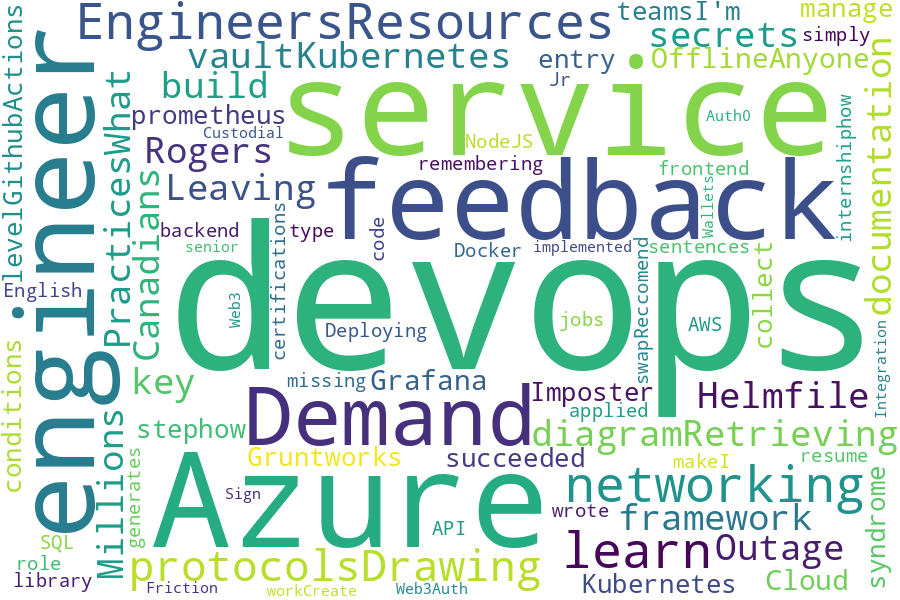 EngineersResources
teamsI'm
manage
secrets
simply
vaultKubernetes
entry
OfflineAnyone
Jr
build
service
prometheus
Custodial
Auth0
NodeJS
Rogers
remembering
frontend
Leaving
feedback
backend
type
Docker
implemented
sentences
senior
English
devops
Deploying
jobs
AWS
key
missing
Grafana
Imposter
Helmfile
applied
stephow
Demand
diagramRetrieving
Gruntworks
succeeded
makeI
resume
Azure
networking
Sign
wrote
framework
API
learn
Outage
SQL
role
library
protocolsDrawing
Friction
workCreate
Web3Auth
Kubernetes
Cloud
levelGithubActions
engineer
conditions
PracticesWhat
Millions
Canadians
generates
Web3
certifications
code
swapReccomend
Wallets
collect
internshiphow
documentation
Integration
syndrome